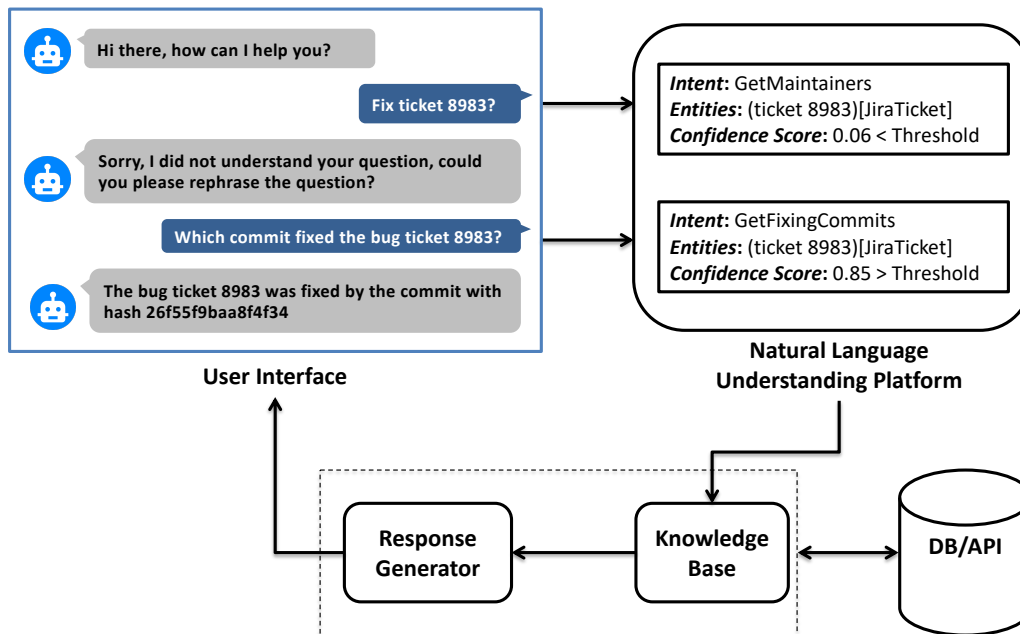 Hi there, how can I help you?
Fix ticket 8983?
Sorry, I did not understand your question, could
you please rephrase the question?
Which commit fixed the bug ticket 8983?
The bug ticket 8983 was fixed by the commit with
hash 26f55f9baa8f4f34
User Interface
Intent: GetMaintainers
Entities: (ticket 8983)[JiraTicket]
Confidence Score: 0.06 < Threshold
Intent: GetFixingCommits
Entities: (ticket 8983)[JiraTicket]
Confidence Score: 0.85 > Threshold
Natural Language
Understanding Platform
Response
Generator
Knowledge
Base
DB/API